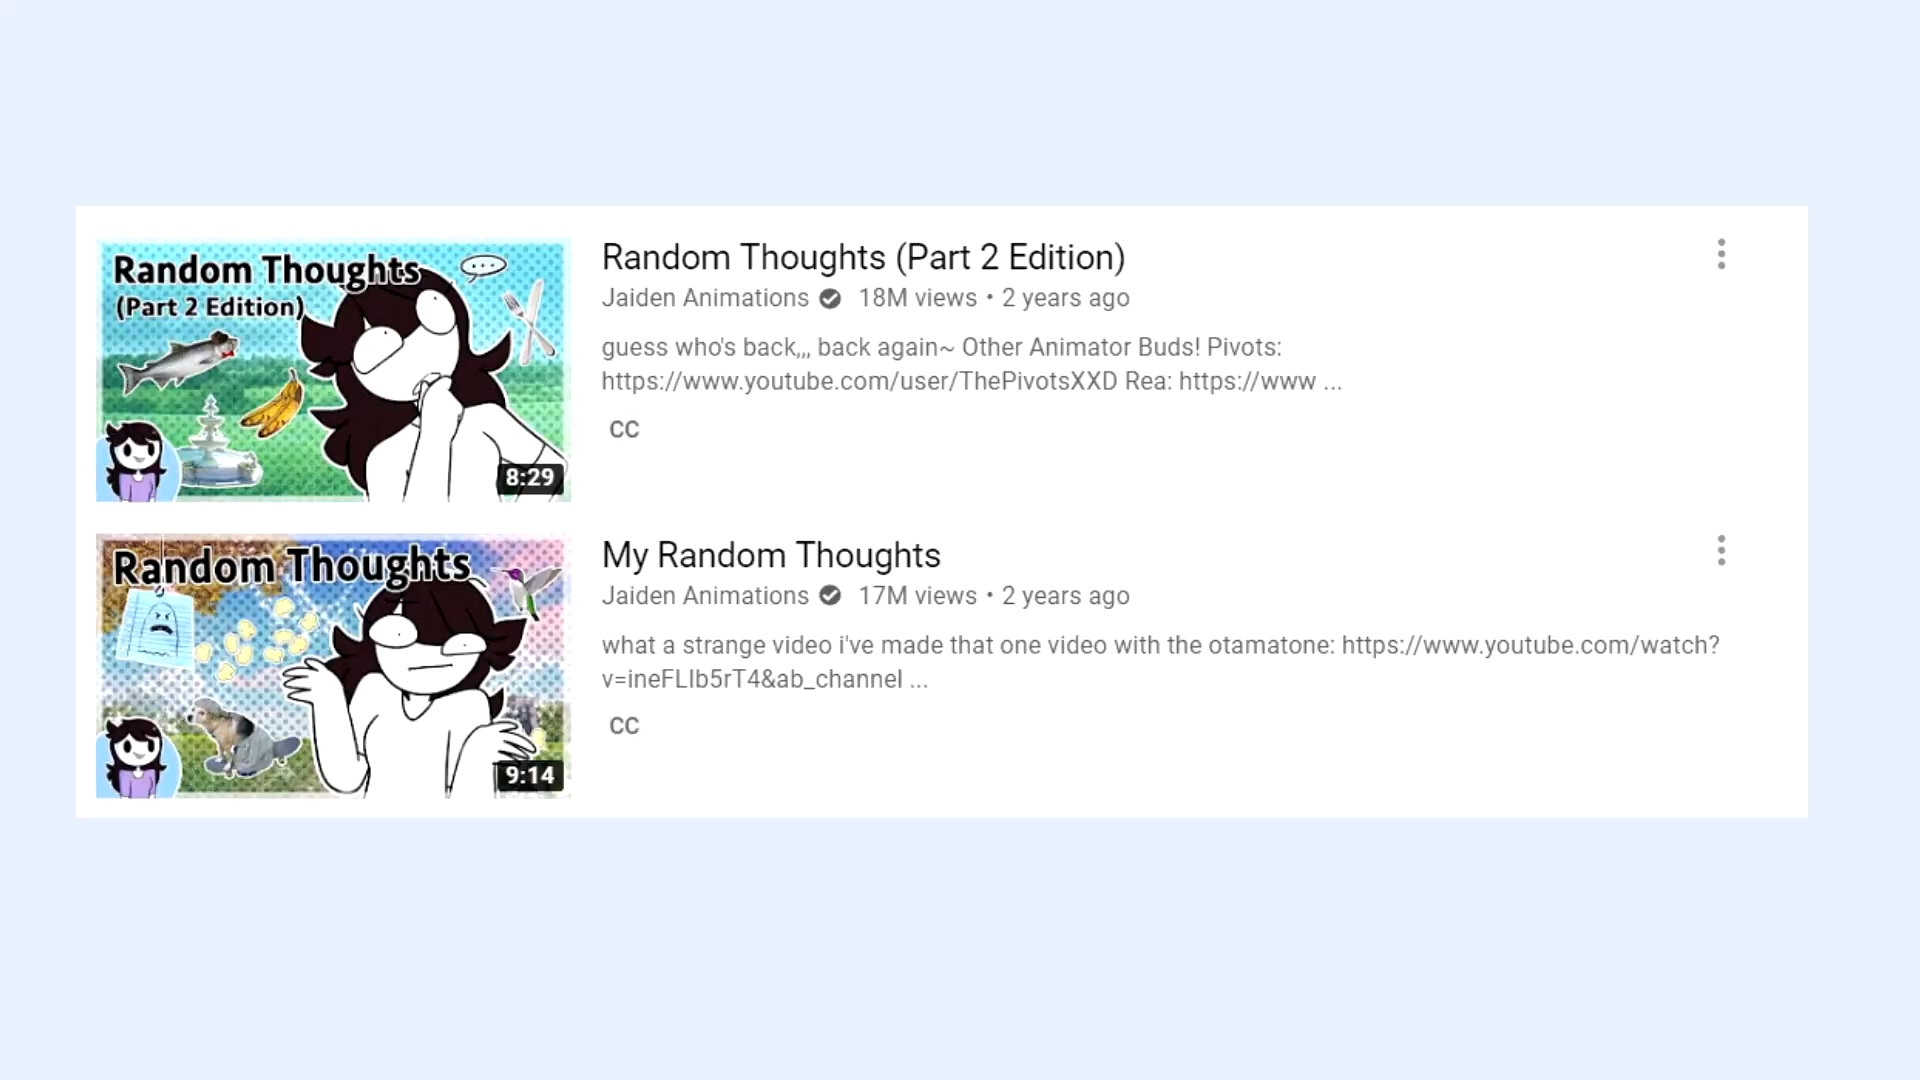 Random Thoughts
(Part 2 Edition)
8:29
Random Thoughts (Part 2 Edition)
Jaiden Animations 18M views • 2 years ago
guess who's back,,, back again~ Other Animator Buds! Pivots:
https://www.youtube.com/user/ThePivotsXXD Rea: https://www ...
CC
Random Thoughts
9:14
My Random Thoughts
Jaiden Animations 17M views • 2 years ago
what a strange video i've made that one video with the otamatone: https://www.youtube.com/watch?
v=ineFLIb5rT4&ab_channel ...
CC